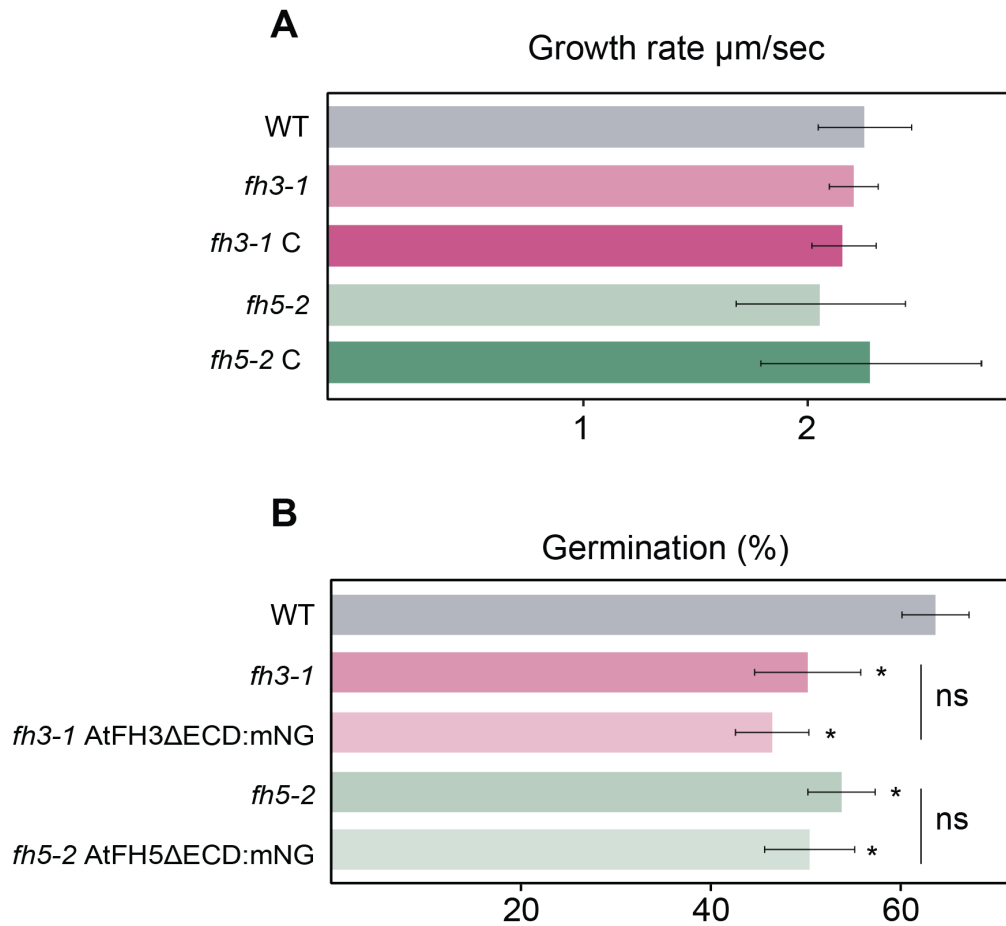 A
Growth rate µm/sec
WT
fh3-1
fh3-1 C
fh5-2
fh5-2 C
1 2
B
Germination (%)
WT
fh3-1 *
ns
fh3-1 AtFH3ΔECD:mNG *
fh5-2 *
ns
fh5-2 AtFH5ΔECD:mNG *
20 40 60